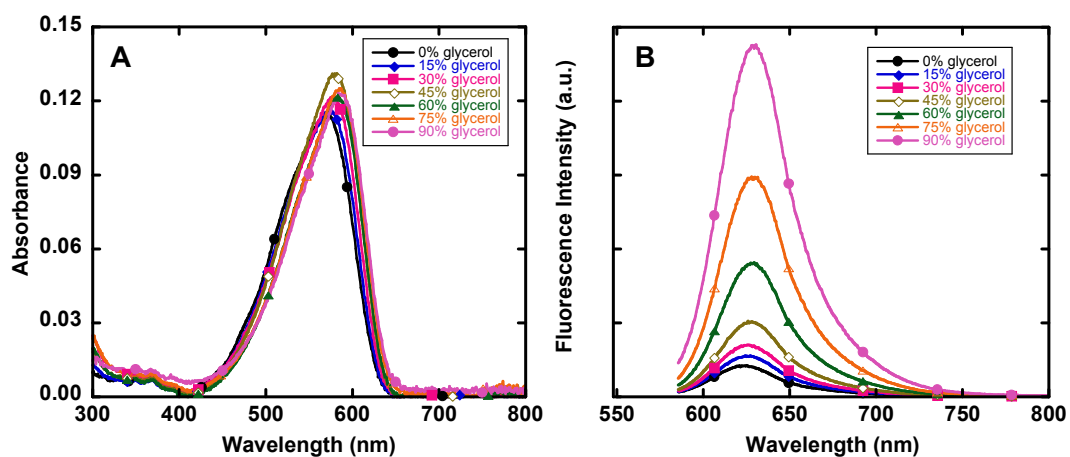 A
0% glycerol
15% glycerol
30% glycerol
45% glycerol
60% glycerol
75% glycerol
90% glycerol
Absorbance
0.15
0.12
0.09
0.06
0.03
0.00
300 400 500 600 700 800
Wavelength (nm)
B
0% glycerol
15% glycerol
30% glycerol
45% glycerol
60% glycerol
75% glycerol
90% glycerol
Fluorescence Intensity (a.u.)
550 600 650 700 750 800
Wavelength (nm)